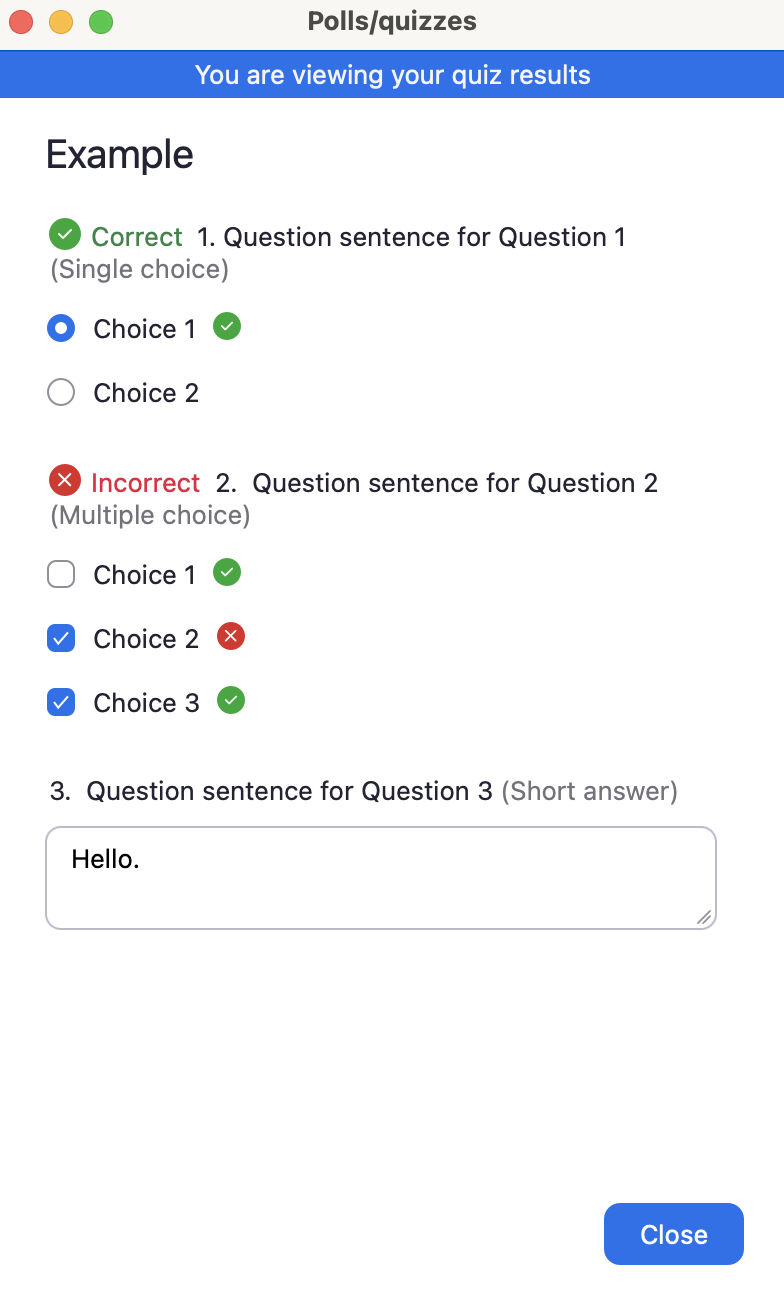 Polls/quizzes
You are viewing your quiz results
Example
Correct 1. Question sentence for Question 1
(Single choice)
Choice 1
Choice 2
Incorrect 2. Question sentence for Question 2
(Multiple choice)
Choice 1
Choice 2
Choice 3
3. Question sentence for Question 3 (Short answer)
Hello.
Close